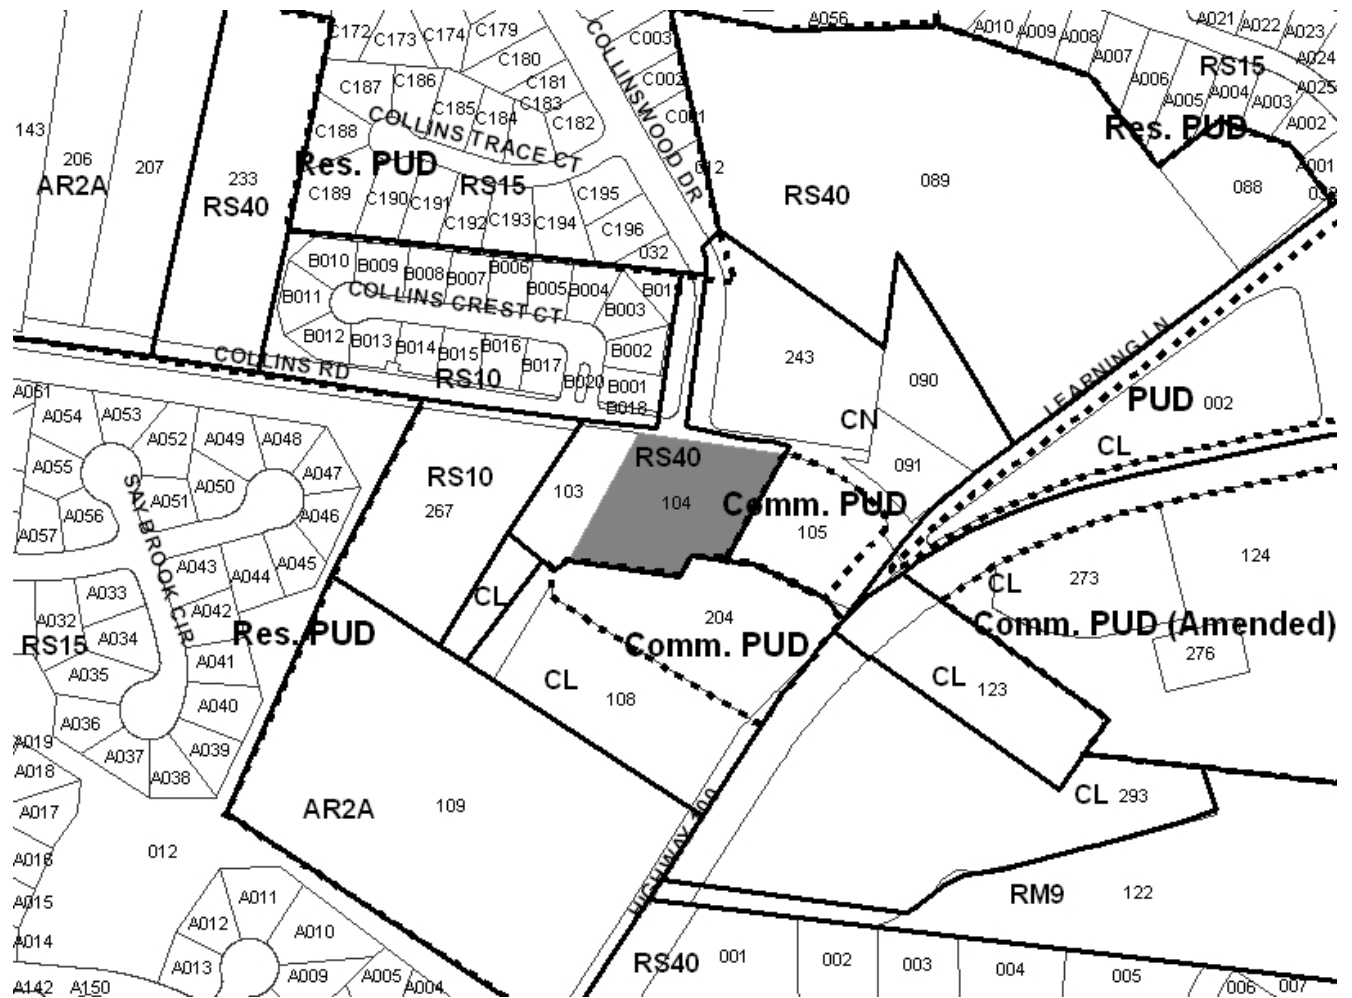 A056
C172
C173
C174
C179
C003
A010
A009
A008
A021
A022
A023
C180
A007
A024
C187
C186
C181
C002
A006
RS15
A025
C185
C183
A005
A004
A003
C184
C182
C001
143
C188
COLLINS TRACE CT
COLLINSWOOD DR
Res. PUD
A002
206
207
233
Res. PUD
012
089
A001
AR2A
RS40
C189
C190
C191
RS15
C195
RS40
088
C192
C193
C194
C196
032
B010
B009
B008
B007
B006
B005
B004
B019
B011
COLLINS CREST CT
B003
B012
B013
B014
B015
B016
B017
B002
243
090
LEARNING LN
COLLINS RD
RS10
B020
B001
B018
PUD
002
A051
A054
A053
A052
A049
A048
CN
CL
A055
A050
A047
RS10
RS40
091
A051
103
104
Comm. PUD
A056
A046
267
105
A057
SAYBROOK CIR
A043
A044
A045
CL
273
124
A033
A042
CL
A032
A034
Res. PUD
204
Comm. PUD (Amended)
RS15
Comm. PUD
276
A041
A035
CL
108
CL
123
A040
A036
A019
A037
A039
A018
A038
CL
293
A017
AR2A
109
012
A016
HIGHWAY 100
A015
A011
RM9
122
A012
A010
A014
RS40
001
002
003
004
005
A013
A009
A005
A004
006
007
A142
A150